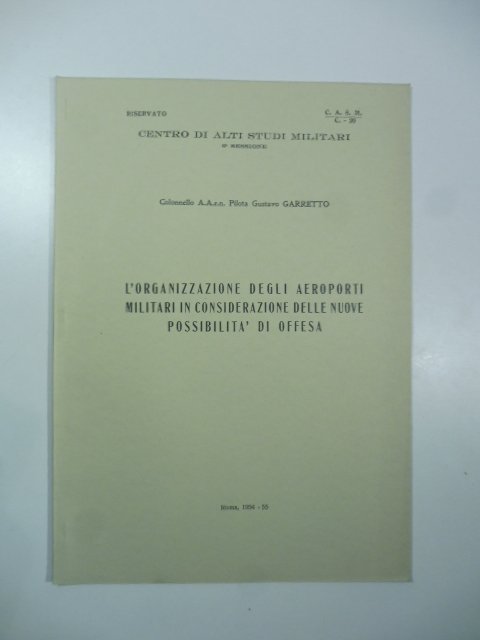 RISERVATO
C. A. S. M.
C. - 20
CENTRO DI ALTI STUDI MILITARI
SESSIONE
Colonnello A.A.r.n. Pilota Gustavo GARRETTO
L'ORGANIZZAZIONE DEGLI AEROPORTI
MILITARI IN CONSIDERAZIONE DELLE NUOVE
POSSIBILITA' DI OFFESA
Roma, 1954 - 55